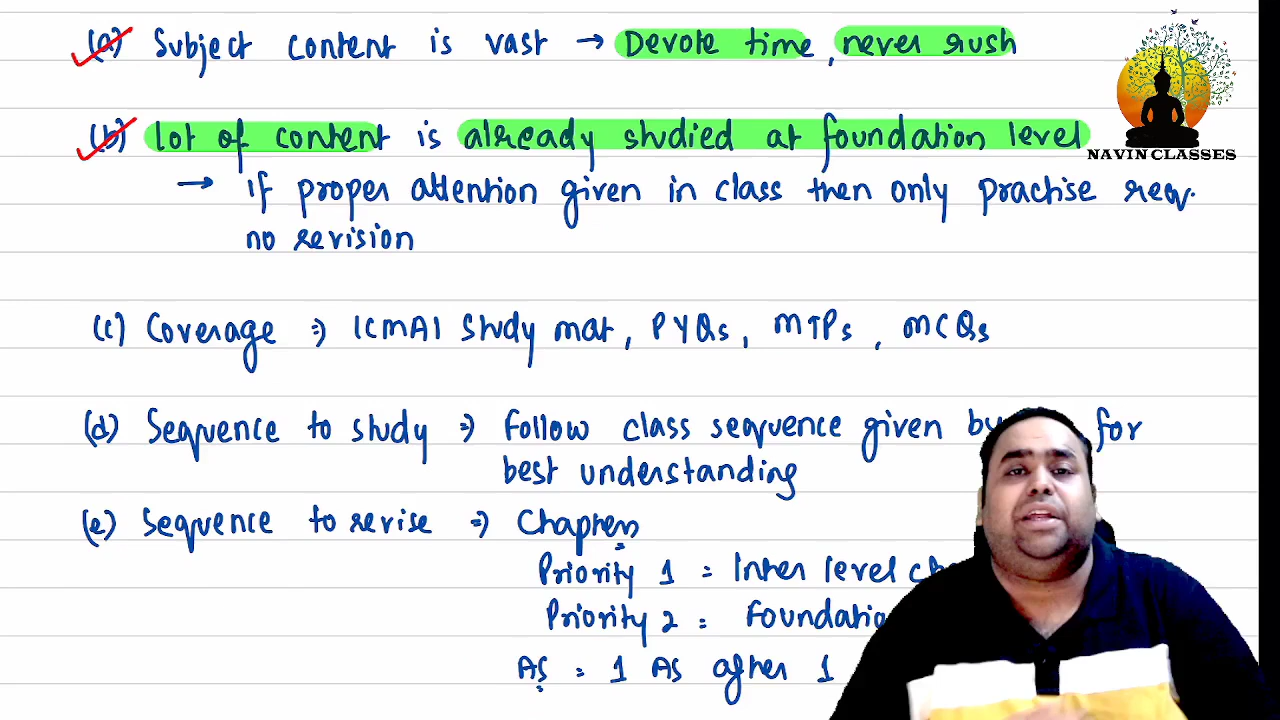 (a) Subject content is vast → Devote time, never rush
NAVIN CLASSES
(b) lot of content is already studied at foundation level
→ if proper attention given in class then only practise req.
no revision
(c) Coverage ⇒ ICMAI Study mat, PYQs, MTPs, MCQs
(d) Sequence to study ⇒ Follow class sequence given by for
best understanding
(e) Sequence to revise ⇒ Chapters
Priority 1 = Inter level
Priority 2 =
AS = 1 AS after 1